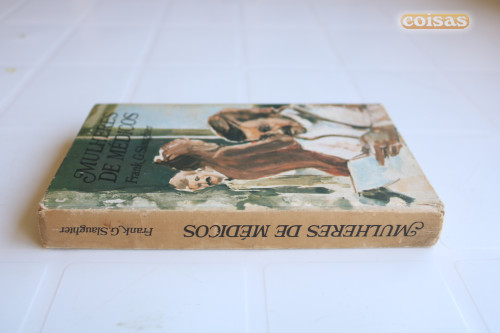 coisas
MULHERES
DE MÉDICOS
Frank G. Slaughter
MULHERES DE MÉDICOS
Frank G. Slaughter